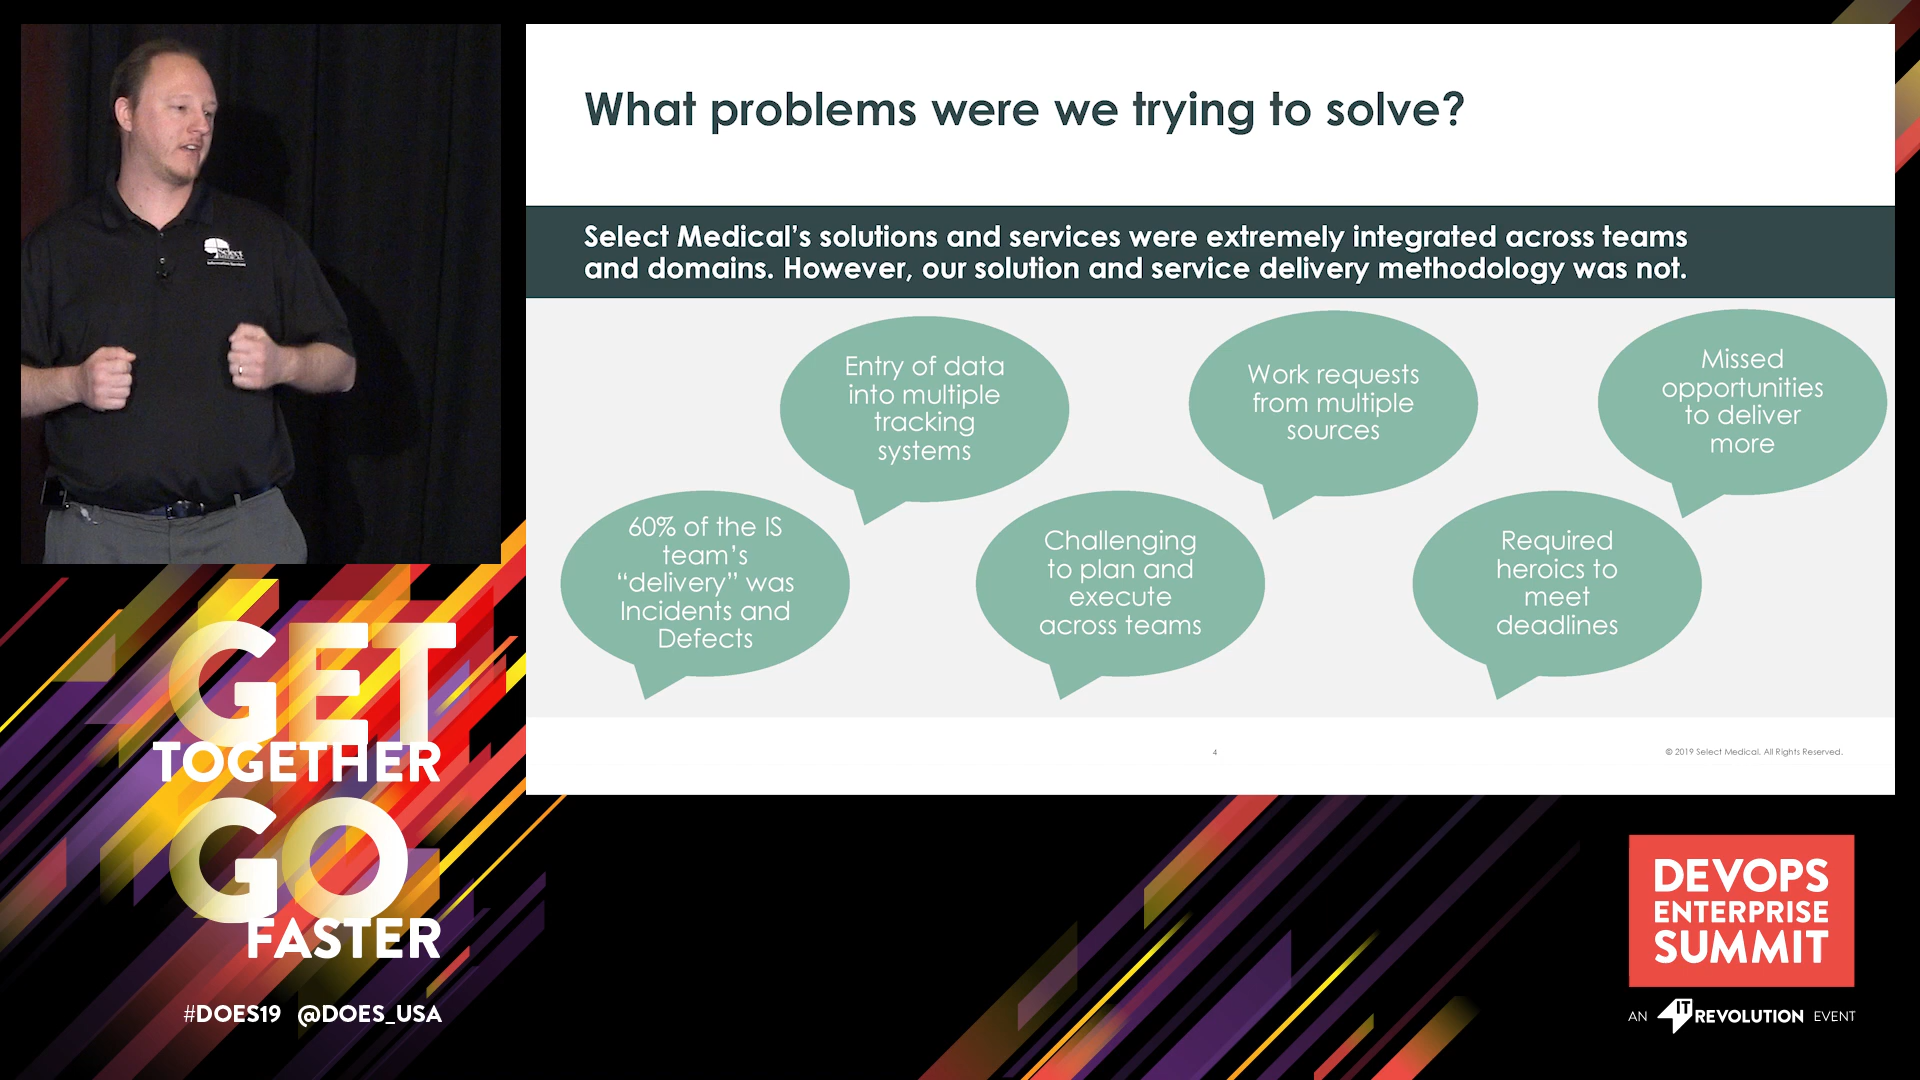 What problems were we trying to solve?
Select Medical’s solutions and services were extremely integrated across teams
and domains. However, our solution and service delivery methodology was not.
Entry of data
into multiple
tracking
systems
Work requests
from multiple
sources
Missed
opportunities
to deliver
more
60% of the IS
team’s
“delivery” was
Incidents and
Defects
Challenging
to plan and
execute
across teams
Required
heroics to
meet
deadlines
4
© 2019 Select Medical. All Rights Reserved.
GET
TOGETHER
GO
FASTER
#DOES19 @DOES_USA
DEVOPS
ENTERPRISE
SUMMIT
AN IT REVOLUTION EVENT